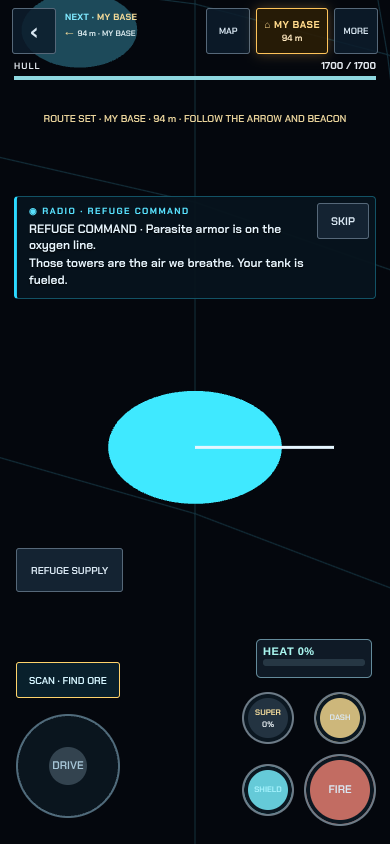 NEXT · MY BASE
← 94 m · MY BASE
MAP
⌂ MY BASE
94 m
MORE
HULL
1700 / 1700
ROUTE SET · MY BASE · 94 m · FOLLOW THE ARROW AND BEACON
◉ RADIO · REFUGE COMMAND
SKIP
REFUGE COMMAND · Parasite armor is on the
oxygen line.
Those towers are the air we breathe. Your tank is
fueled.
REFUGE SUPPLY
HEAT 0%
SCAN · FIND ORE
SUPER
0%
DASH
DRIVE
SHIELD
FIRE